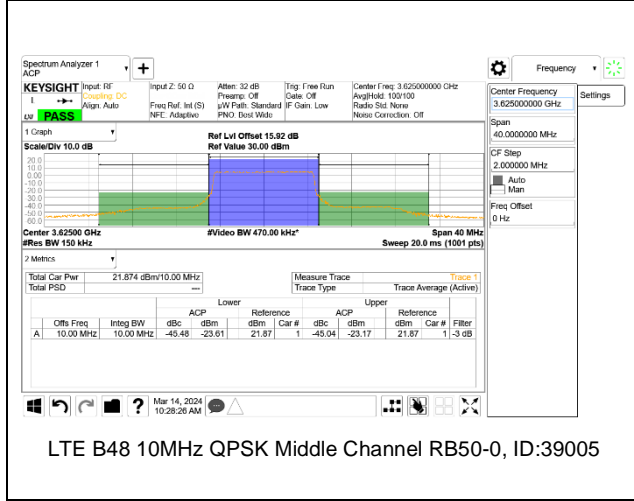 Spectrum Analyzer 1
ACP
+
Frequency
KEYSIGHT
Input: RF
Coupling: DC
Align: Auto
Input Z: 50 Ω
Freq Ref: Int (S)
NFE: Adaptive
Atten: 32 dB
Preamp: Off
µW Path: Standard
PNO: Best Wide
Trig: Free Run
Gate: Off
IF Gain: Low
Center Freq: 3.625000000 GHz
Avg|Hold: 100/100
Radio Std: None
Noise Correction: Off
PASS
Center Frequency
3.625000000 GHz
Settings
Span
40.0000000 MHz
CF Step
2.000000 MHz
Auto
Man
Freq Offset
0 Hz
1 Graph
Scale/Div 10.0 dB
Ref Lvl Offset 15.92 dB
Ref Value 30.00 dBm
20.0
10.0
0.00
-10.0
-20.0
-30.0
-40.0
-50.0
-60.0
Center 3.62500 GHz
#Video BW 470.00 kHz*
Span 40 MHz
#Res BW 150 kHz
Sweep 20.0 ms (1001 pts)
2 Metrics
Total Car Pwr 21.874 dBm/10.00 MHz
Total PSD ---
Measure Trace Trace 1
Trace Type Trace Average (Active)
Lower Upper
ACP Reference ACP Reference
Offs Freq Integ BW dBc dBm dBm Car # dBc dBm dBm Car # Filter
A 10.00 MHz 10.00 MHz -45.48 -23.61 21.87 1 -45.04 -23.17 21.87 1 -3 dB
?
Mar 14, 2024
10:28:26 AM
LTE B48 10MHz QPSK Middle Channel RB50-0, ID:39005